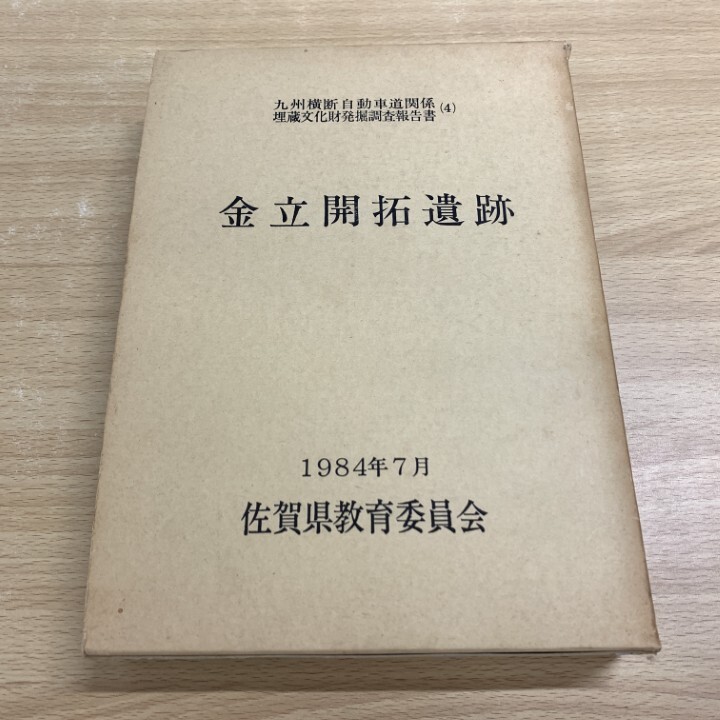 九州横断自動車道関係
埋蔵文化財発掘調査報告書(4)
金立開拓遺跡
1984年7月
佐賀県教育委員会